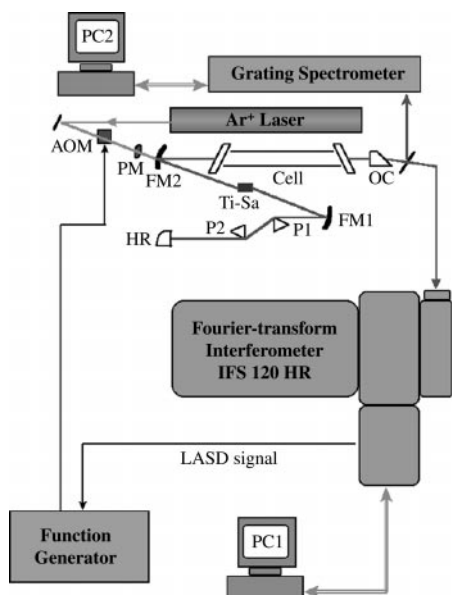 PC2
Grating Spectrometer
Ar⁺ Laser
AOM
PM
FM2
Cell
OC
Ti-Sa
FM1
P2
P1
HR
Fourier-transform
Interferometer
IFS 120 HR
LASD signal
Function
Generator
PC1